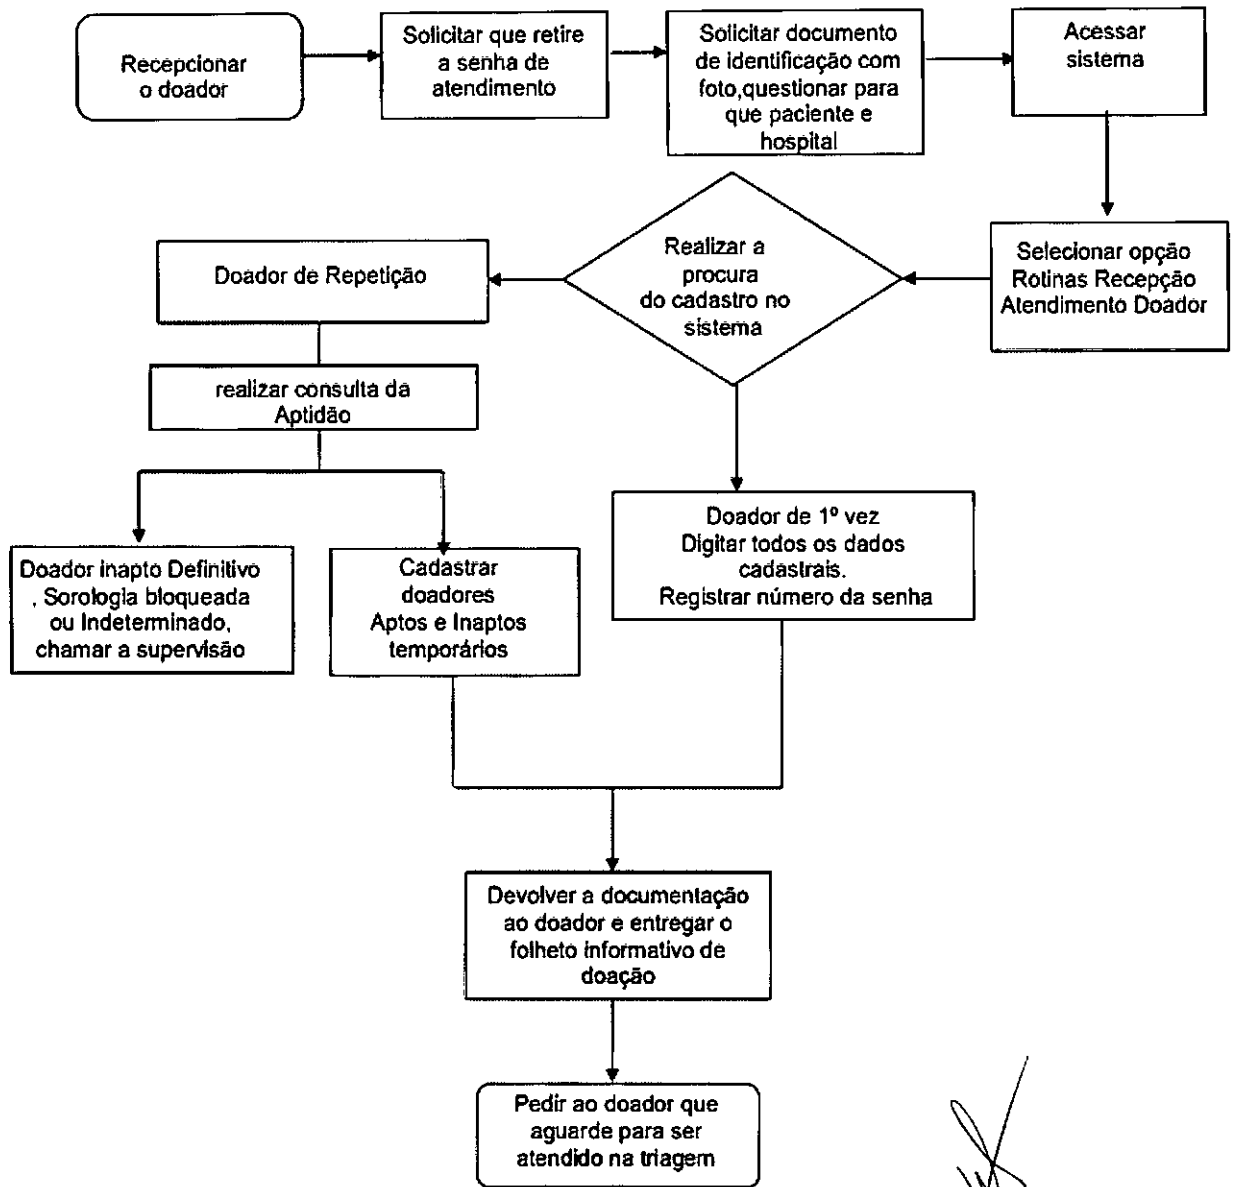 Recepcionar
o doador
Solicitar que retire
a senha de
atendimento
Solicitar documento
de identificação com
foto,questionar para
que paciente e
hospital
Acessar
sistema
Selecionar opção
Rotinas Recepção
Atendimento Doador
Realizar a
procura
do cadastro no
sistema
Doador de Repetição
realizar consulta da
Aptidão
Doador inapto Definitivo
, Sorologia bloqueada
ou Indeterminado,
chamar a supervisão
Cadastrar
doadores
Aptos e Inaptos
temporários
Doador de 1º vez
Digitar todos os dados
cadastrais.
Registrar número da senha
Devolver a documentação
ao doador e entregar o
folheto informativo de
doação
Pedir ao doador que
aguarde para ser
atendido na triagem